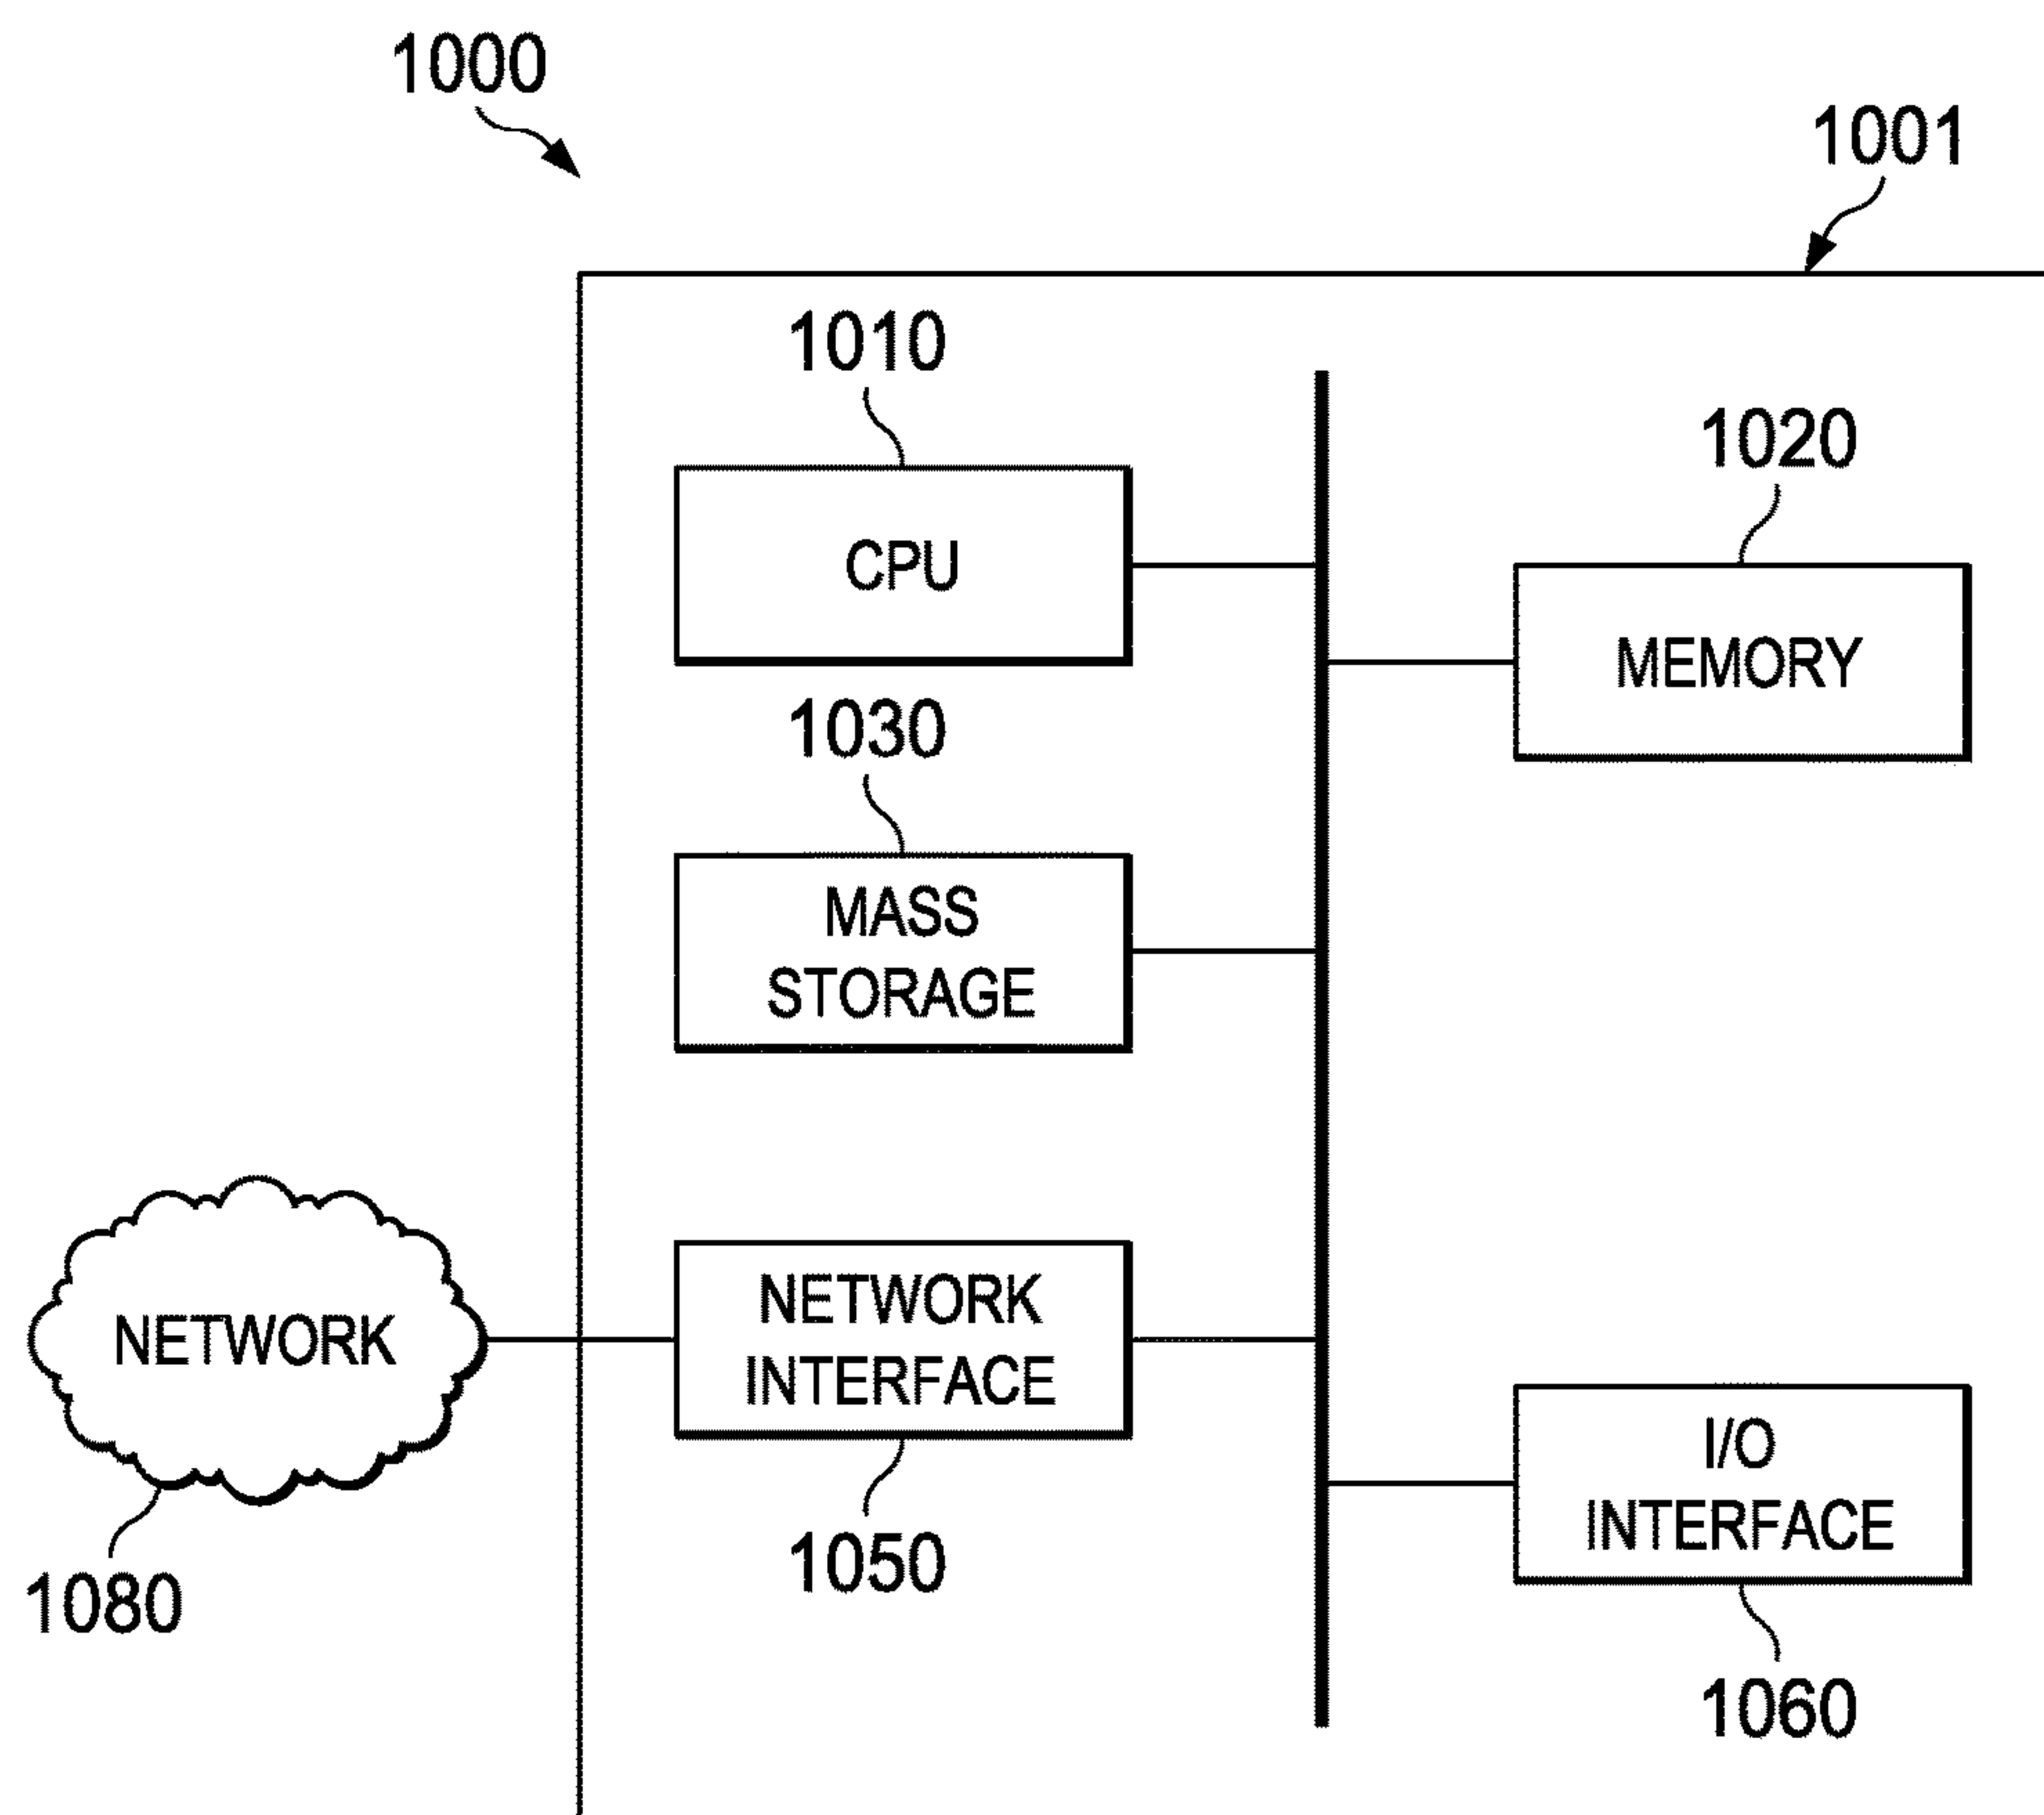 1000
1001
1010
CPU
1020
MEMORY
1030
MASS
STORAGE
NETWORK
1080
NETWORK
INTERFACE
1050
I/O
INTERFACE
1060